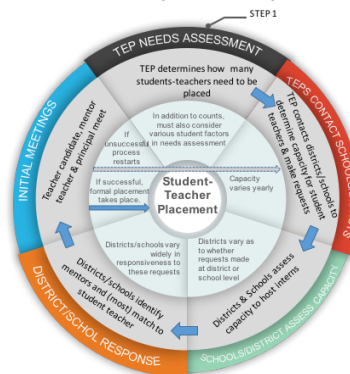 STEP 1
TEP NEEDS ASSESSMENT
TEP determines how many
students-teachers need to be
placed
In addition to counts, must
also consider
various student factors
in needs assessment
TEPS CONTACT SCHOOLS/
TEP contacts districts/schools to
determine capacity for student
teachers & make requests
Capacity
varies yearly
SCHOOLS/DISTRICT ASSESS CAPACITY
Districts & Schools assess
capacity to host interns
Districts vary as
to whether
requests made
at district or
school level
DISTRICT/SCHOL RESPONSE
Districts/schools identify
mentors and (most) match to
student teacher
Districts/schools vary
widely in
responsiveness to
these requests
INITIAL MEETINGS
Teacher candidate, mentor
teacher & principal meet
If
unsuccessful
process
restarts
If successful,
formal placement
takes place.
Student-
Teacher
Placement